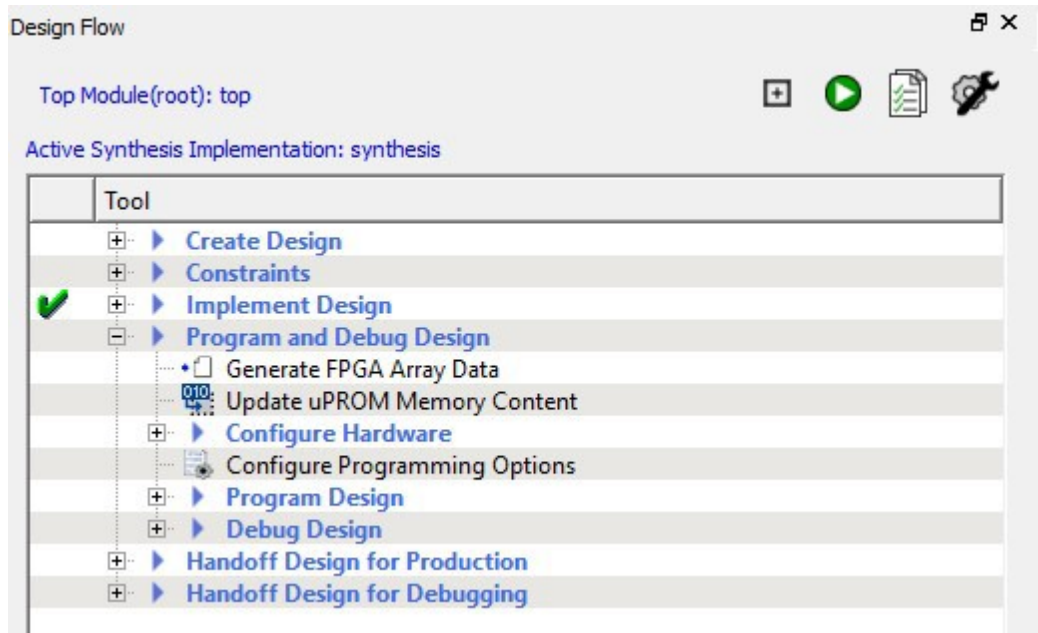 Design Flow
Top Module(root): top
Active Synthesis Implementation: synthesis
Tool
Create Design
Constraints
Implement Design
Program and Debug Design
Generate FPGA Array Data
010
Update uPROM Memory Content
Configure Hardware
Configure Programming Options
Program Design
Debug Design
Handoff Design for Production
Handoff Design for Debugging